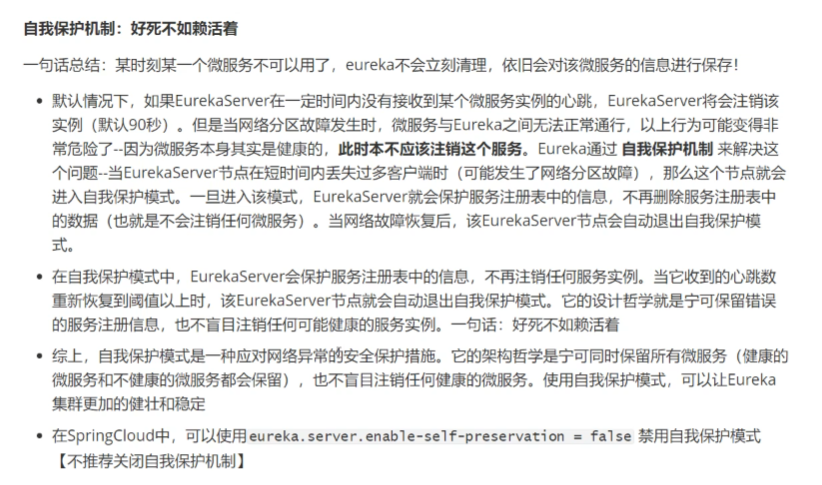 自我保护机制：好死不如赖活着
一句话总结：某时刻某一个微服务不可以用了，eureka不会立刻清理，依旧会对该微服务的信息进行保存！
• 默认情况下，如果EurekaServer在一定时间内没有接收到某个微服务实例的心跳，EurekaServer将会注销该
实例（默认90秒）。但是当网络分区故障发生时，微服务与Eureka之间无法正常通行，以上行为可能变得非
常危险了--因为微服务本身其实是健康的，此时本不应该注销这个服务。Eureka通过 自我保护机制 来解决这
个问题--当EurekaServer节点在短时间内丢失过多客户端时（可能发生了网络分区故障），那么这个节点就会
进入自我保护模式。一旦进入该模式，EurekaServer就会保护服务注册表中的信息，不再删除服务注册表中
的数据（也就是不会注销任何微服务）。当网络故障恢复后，该EurekaServer节点会自动退出自我保护模
式。
• 在自我保护模式中，EurekaServer会保护服务注册表中的信息，不再注销任何服务实例。当它收到的心跳数
重新恢复到阈值以上时，该EurekaServer节点就会自动退出自我保护模式。它的设计哲学就是宁可保留错误
的服务注册信息，也不盲目注销任何可能健康的服务实例。一句话：好死不如赖活着
• 综上，自我保护模式是一种应对网络异常的安全保护措施。它的架构哲学是宁可同时保留所有微服务（健康的
微服务和不健康的微服务都会保留），也不盲目注销任何健康的微服务。使用自我保护模式，可以让Eureka
集群更加的健壮和稳定
• 在SpringCloud中，可以使用eureka.server.enable-self-preservation = false 禁用自我保护模式
【不推荐关闭自我保护机制】